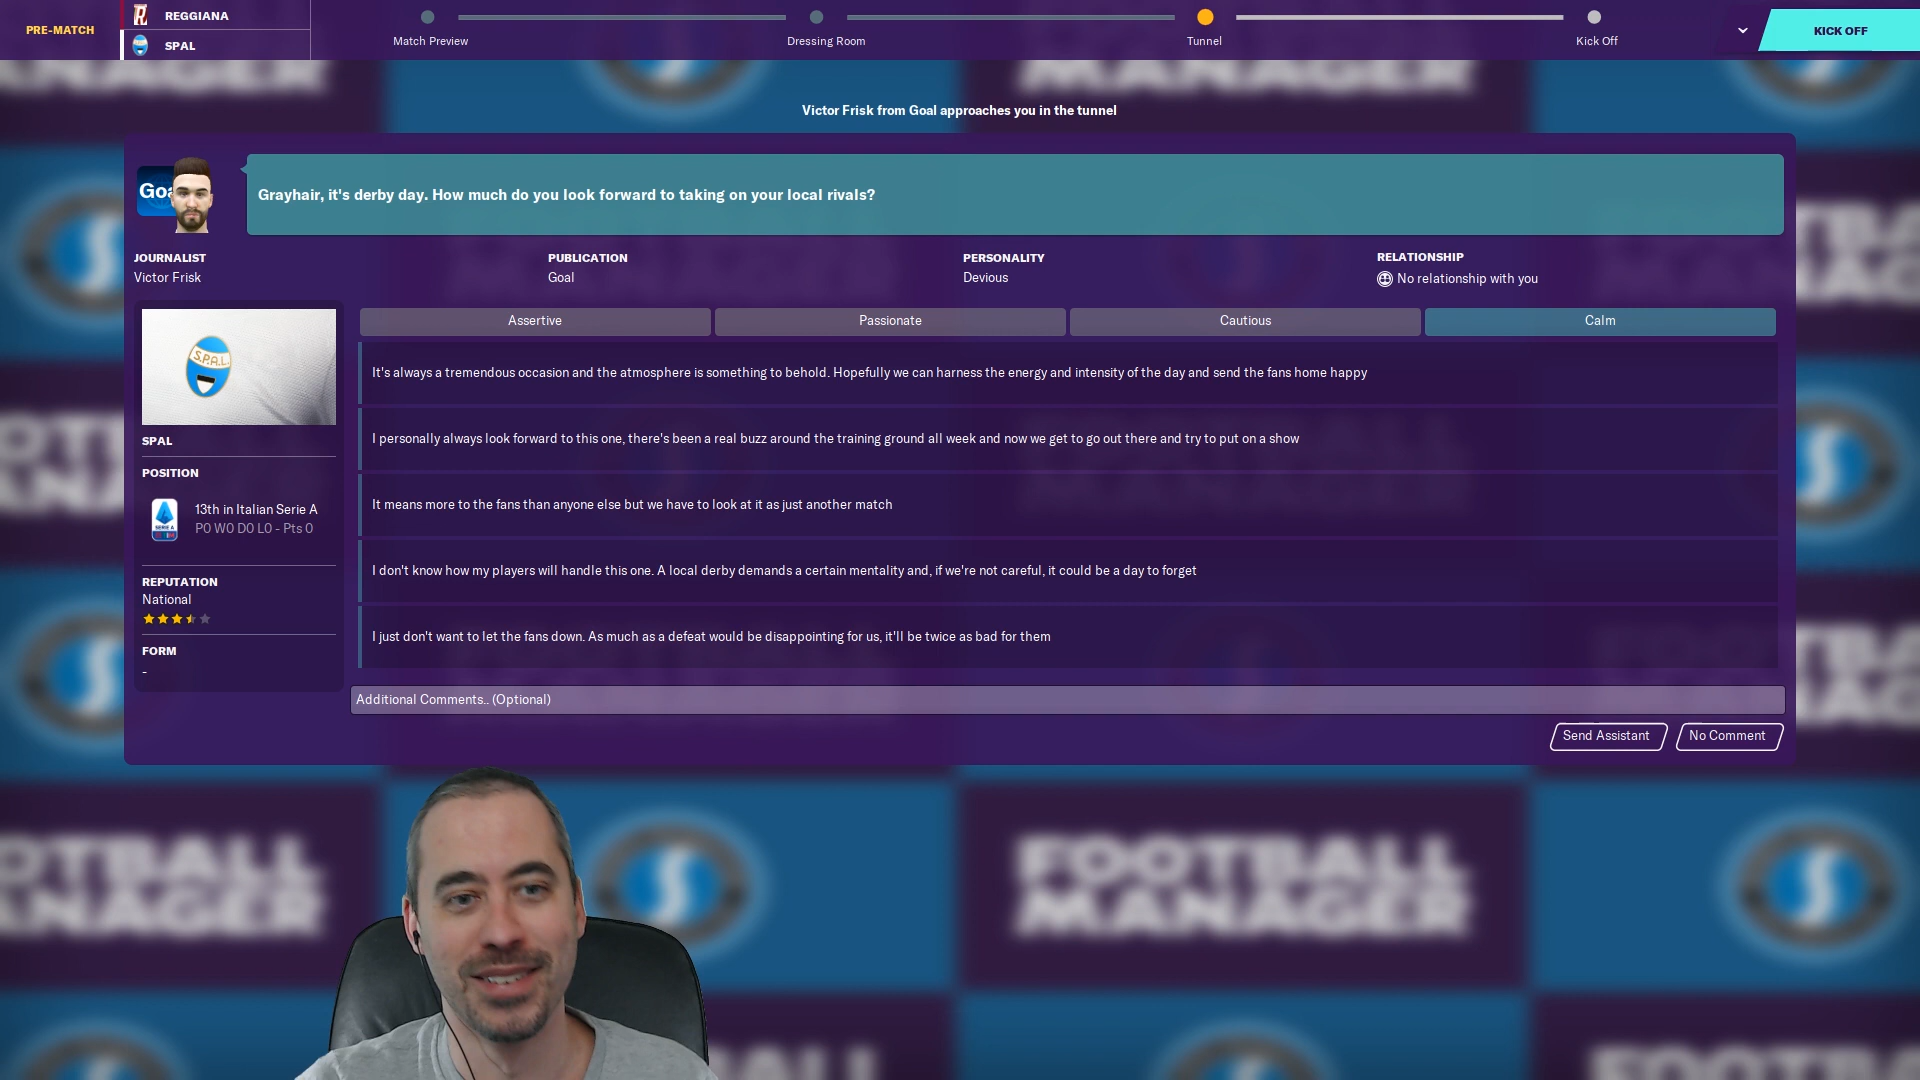 PRE-MATCH
REGGIANA
SPAL
Match Preview
Dressing Room
Tunnel
Kick Off
KICK OFF
Victor Frisk from Goal approaches you in the tunnel
Goa
Grayhair, it's derby day. How much do you look forward to taking on your local rivals?
JOURNALIST
Victor Frisk
PUBLICATION
Goal
PERSONALITY
Devious
RELATIONSHIP
No relationship with you
Assertive
Passionate
Cautious
Calm
S.P.A.L.
SPAL
POSITION
SERIE A
13th in Italian Serie A
P0 W0 D0 L0 - Pts 0
REPUTATION
National
FORM
-
It's always a tremendous occasion and the atmosphere is something to behold. Hopefully we can harness the energy and intensity of the day and send the fans home happy
I personally always look forward to this one, there's been a real buzz around the training ground all week and now we get to go out there and try to put on a show
It means more to the fans than anyone else but we have to look at it as just another match
I don't know how my players will handle this one. A local derby demands a certain mentality and, if we're not careful, it could be a day to forget
I just don't want to let the fans down. As much as a defeat would be disappointing for us, it'll be twice as bad for them
Additional Comments.. (Optional)
Send Assistant
No Comment
MANAGER
MANAGER
OTBALL
ANAGER
FOOTBALL
MANAGER